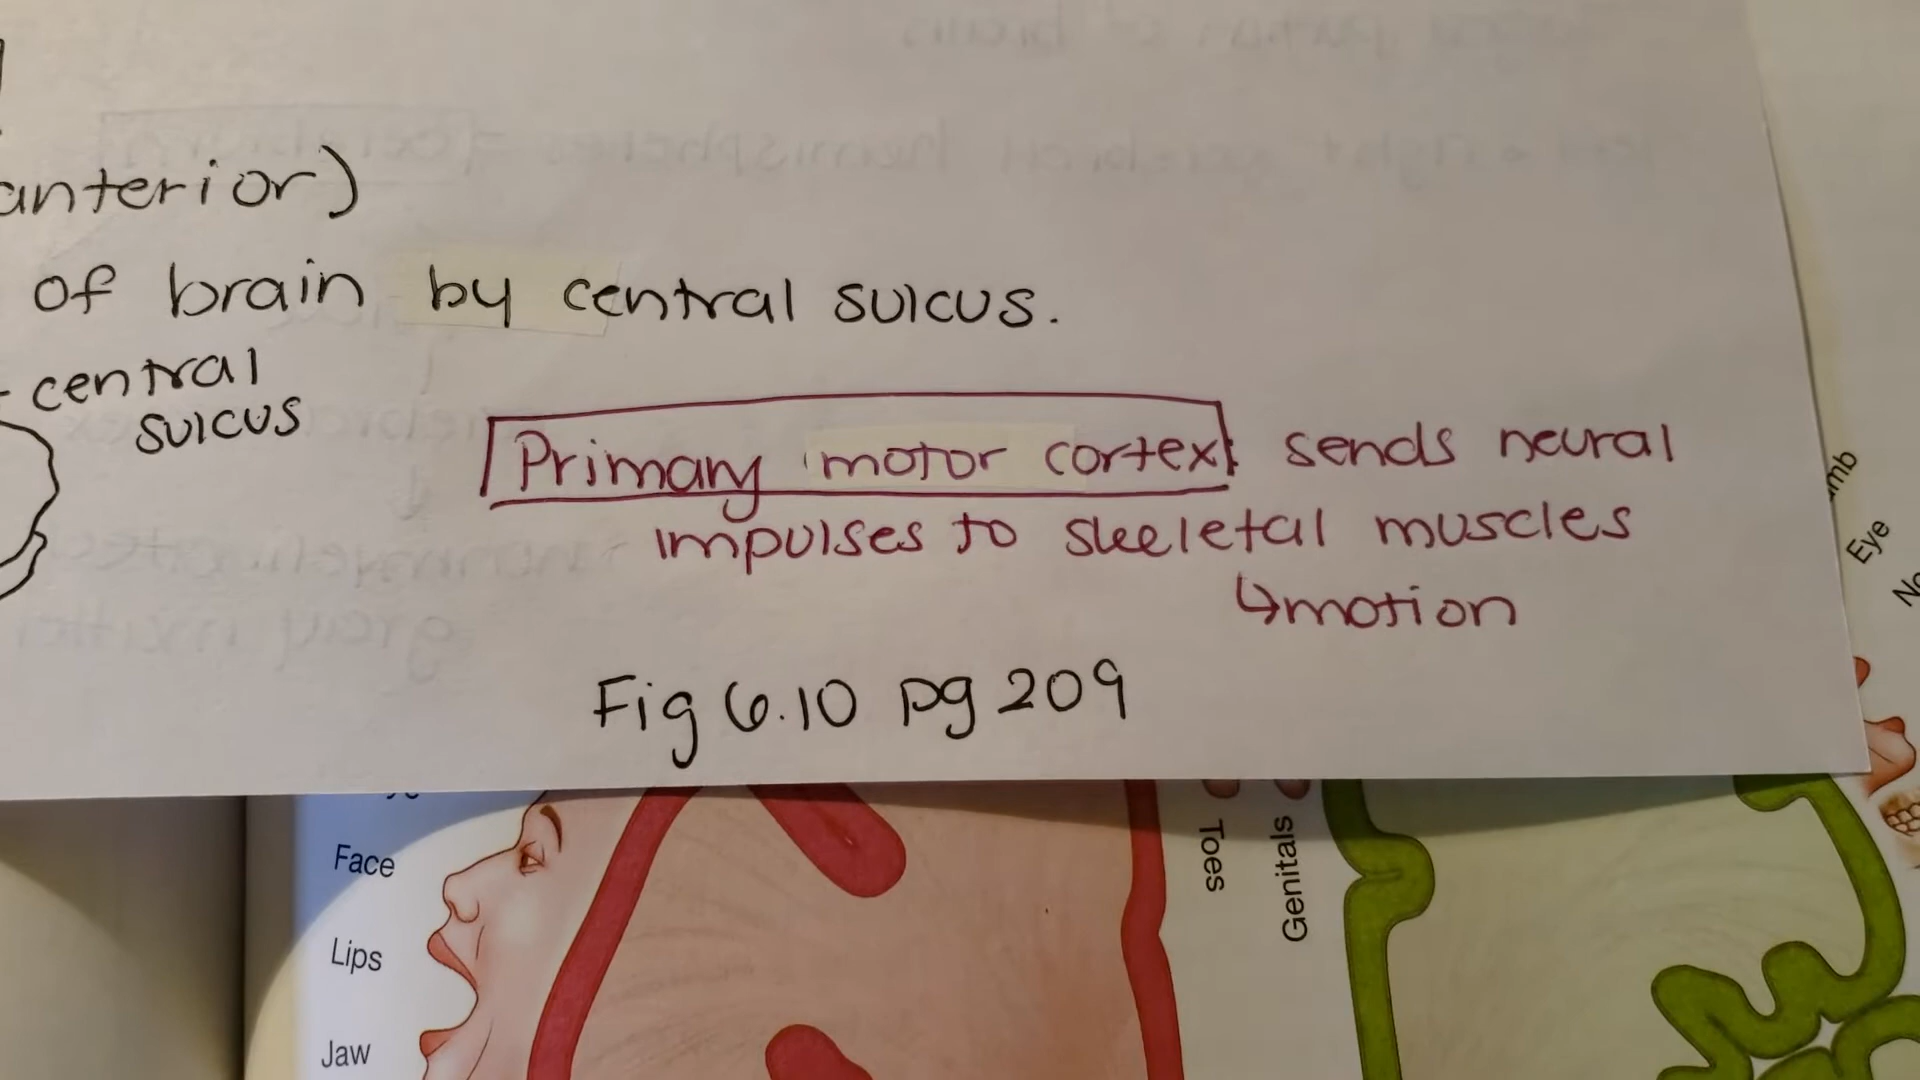 anterior)
of brain by central sulcus.
central
sulcus
Primary motor cortex: sends neural
impulses to skeletal muscles
↳motion
Fig 6.10 pg 209
Eye
Face
Lips
Jaw
Toes
Genitals